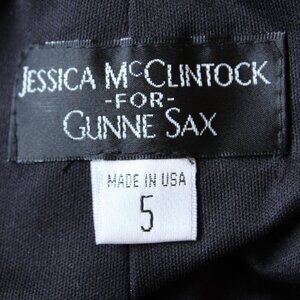 JESSICA MCCLINTOCK
-FOR-
GUNNE SAX
MADE IN USA
5